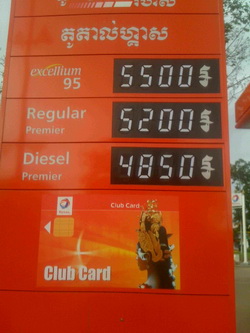 តូតាល់ហ្គាស
excellium
95
5500៛
Regular
Premier
5200៛
Diesel
Premier
4850៛
TOTAL
Club Card
Club Card